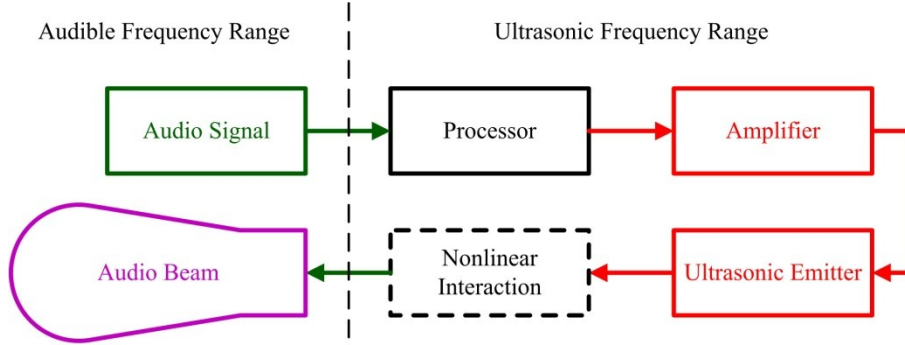 Audible Frequency Range
Ultrasonic Frequency Range
Audio Signal
Processor
Amplifier
Audio Beam
Nonlinear
Interaction
Ultrasonic Emitter